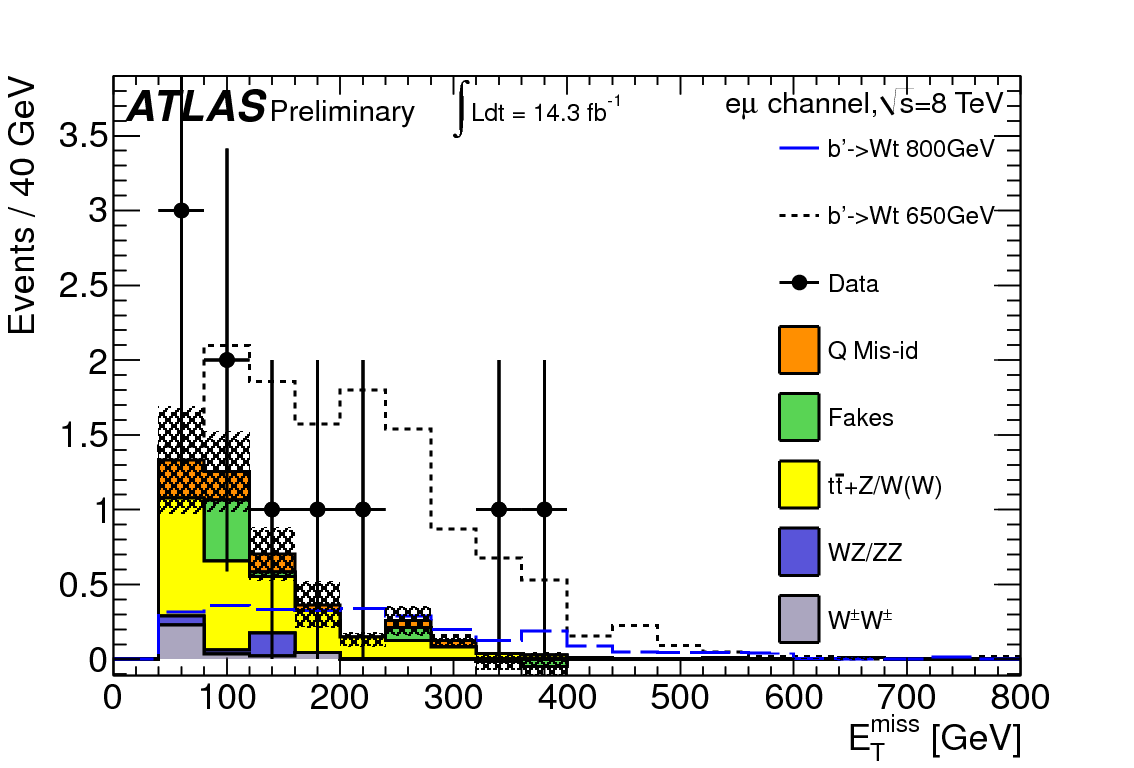 ATLAS Preliminary ∫ Ldt = 14.3 fb⁻¹ eμ channel,√s=8 TeV
b’->Wt 800GeV
b’->Wt 650GeV
Data
Q Mis-id
Fakes
tt̄+Z/W(W)
WZ/ZZ
W±W±
Events / 40 GeV
3.5
3
2.5
2
1.5
1
0.5
0
0 100 200 300 400 500 600 700 800
E_T^miss [GeV]